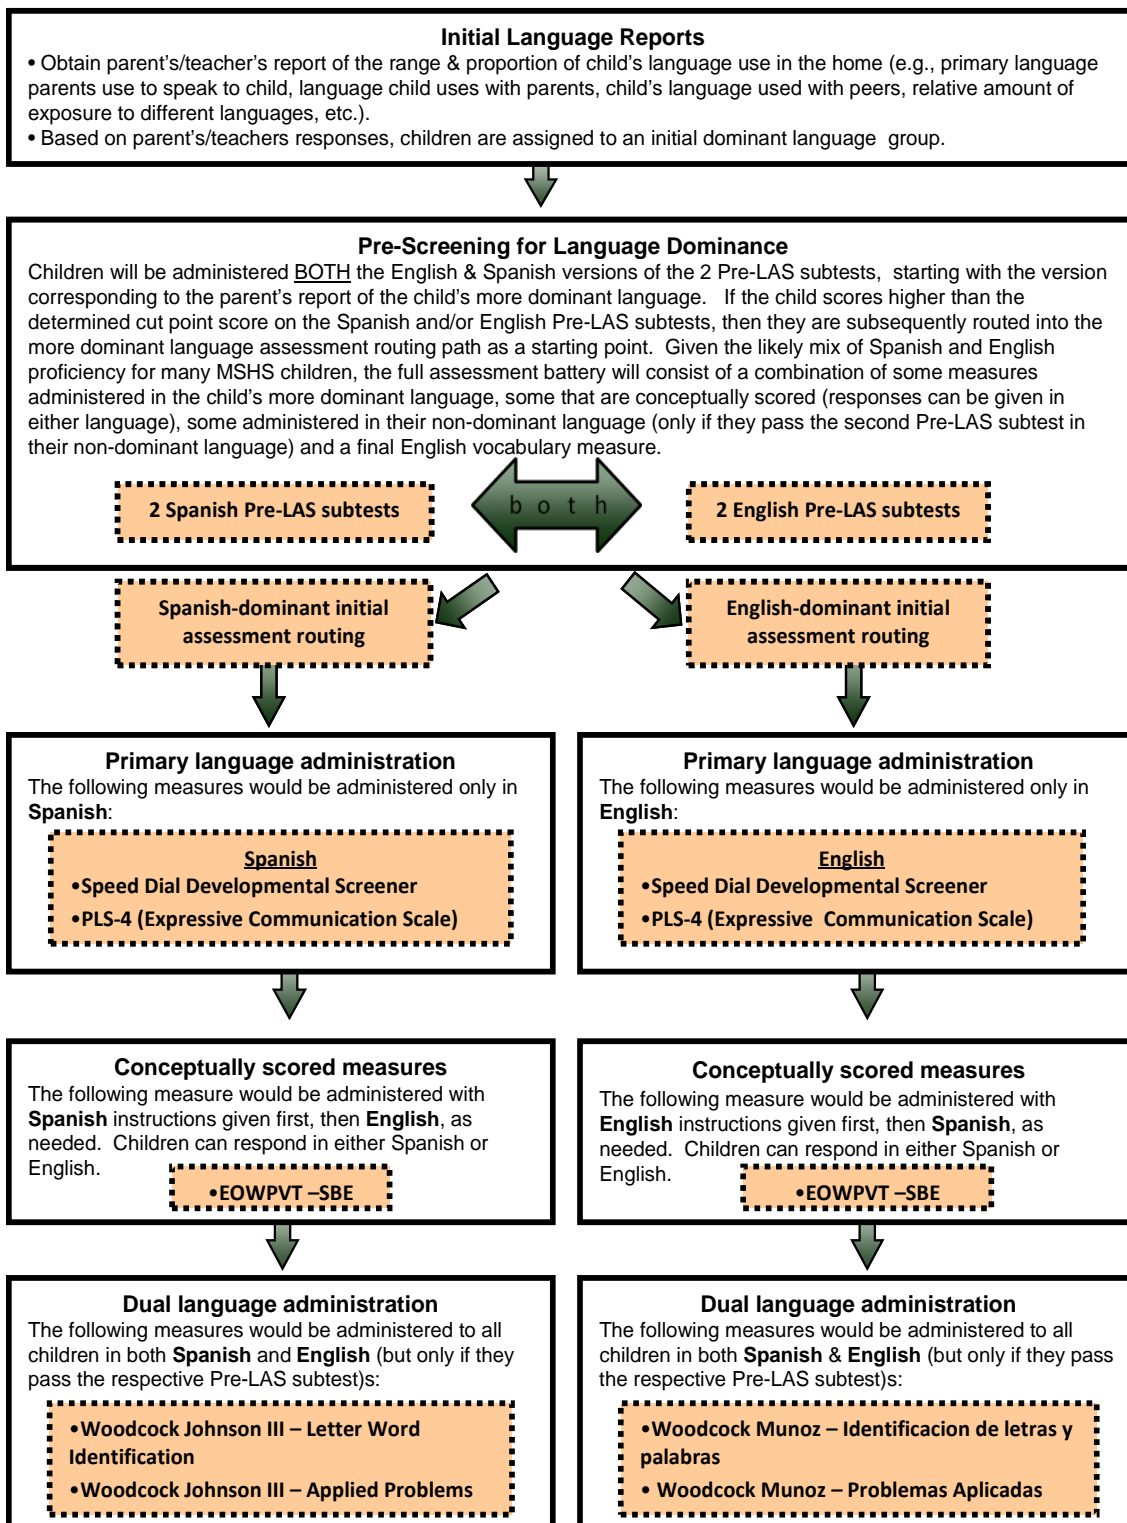 Initial Language Reports
• Obtain parent's/teacher's report of the range & proportion of child's language use in the home (e.g., primary language
parents use to speak to child, language child uses with parents, child's language used with peers, relative amount of
exposure to different languages, etc.).
• Based on parent's/teachers responses, children are assigned to an initial dominant language group.
Pre-Screening for Language Dominance
Children will be administered BOTH the English & Spanish versions of the 2 Pre-LAS subtests, starting with the version
corresponding to the parent's report of the child's more dominant language. If the child scores higher than the
determined cut point score on the Spanish and/or English Pre-LAS subtests, then they are subsequently routed into the
more dominant language assessment routing path as a starting point. Given the likely mix of Spanish and English
proficiency for many MSHS children, the full assessment battery will consist of a combination of some measures
administered in the child's more dominant language, some that are conceptually scored (responses can be given in
either language), some administered in their non-dominant language (only if they pass the second Pre-LAS subtest in
their non-dominant language) and a final English vocabulary measure.
2 Spanish Pre-LAS subtests
both
2 English Pre-LAS subtests
Spanish-dominant initial
assessment routing
English-dominant initial
assessment routing
Primary language administration
The following measures would be administered only in
Spanish:
Spanish
•Speed Dial Developmental Screener
•PLS-4 (Expressive Communication Scale)
Primary language administration
The following measures would be administered only in
English:
English
•Speed Dial Developmental Screener
•PLS-4 (Expressive Communication Scale)
Conceptually scored measures
The following measure would be administered with
Spanish instructions given first, then English, as
needed. Children can respond in either Spanish or
English.
•EOWPVT –SBE
Conceptually scored measures
The following measure would be administered with
English instructions given first, then Spanish, as
needed. Children can respond in either Spanish or
English.
•EOWPVT –SBE
Dual language administration
The following measures would be administered to all
children in both Spanish and English (but only if they
pass the respective Pre-LAS subtest)s:
•Woodcock Johnson III – Letter Word
Identification
•Woodcock Johnson III – Applied Problems
Dual language administration
The following measures would be administered to all
children in both Spanish & English (but only if they pass
the respective Pre-LAS subtest)s:
•Woodcock Munoz – Identificacion de letras y
palabras
• Woodcock Munoz – Problemas Aplicadas